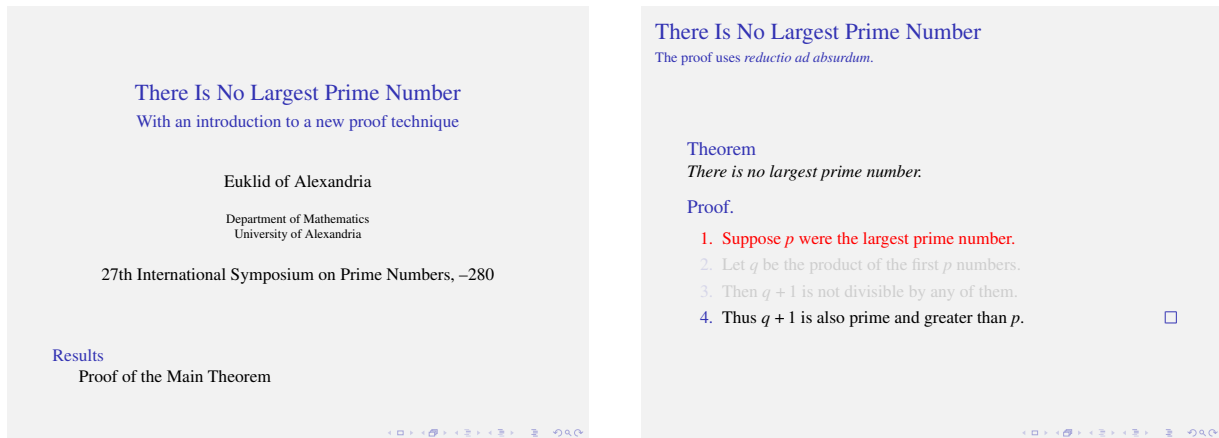 There Is No Largest Prime Number
With an introduction to a new proof technique
Euklid of Alexandria
Department of Mathematics
University of Alexandria
27th International Symposium on Prime Numbers, –280
Results
Proof of the Main Theorem
There Is No Largest Prime Number
The proof uses reductio ad absurdum.
Theorem
There is no largest prime number.
Proof.
1. Suppose p were the largest prime number.
2. Let q be the product of the first p numbers.
3. Then q + 1 is not divisible by any of them.
4. Thus q + 1 is also prime and greater than p.